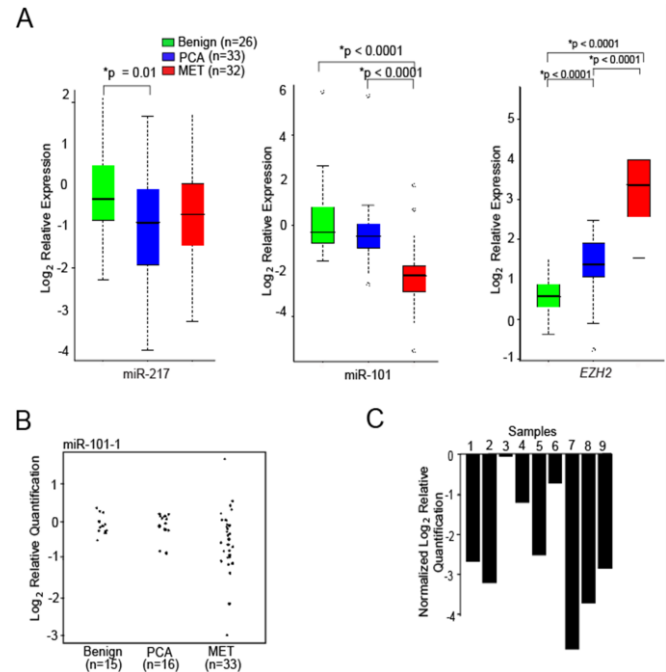 A
Benign (n=26)
PCA (n=33)
MET (n=32)
*p = 0.01
Log2 Relative Expression
2
1
0
-1
-2
-3
-4
miR-217
*p < 0.0001
*p < 0.0001
Log2 Relative Expression
6
4
2
0
-2
-4
miR-101
*p < 0.0001
*p < 0.0001
*p < 0.0001
Log2 Relative Expression
5
4
3
2
1
0
-1
EZH2
B
miR-101-1
Log2 Relative Quantification
2
1
0
-1
-1
-2
-3
Benign
(n=15)
PCA
(n=16)
MET
(n=33)
C
Samples
1 2 3 4 5 6 7 8 9
Normalized Log2 Relative
Quantification
0
-1
-2
-3
-4